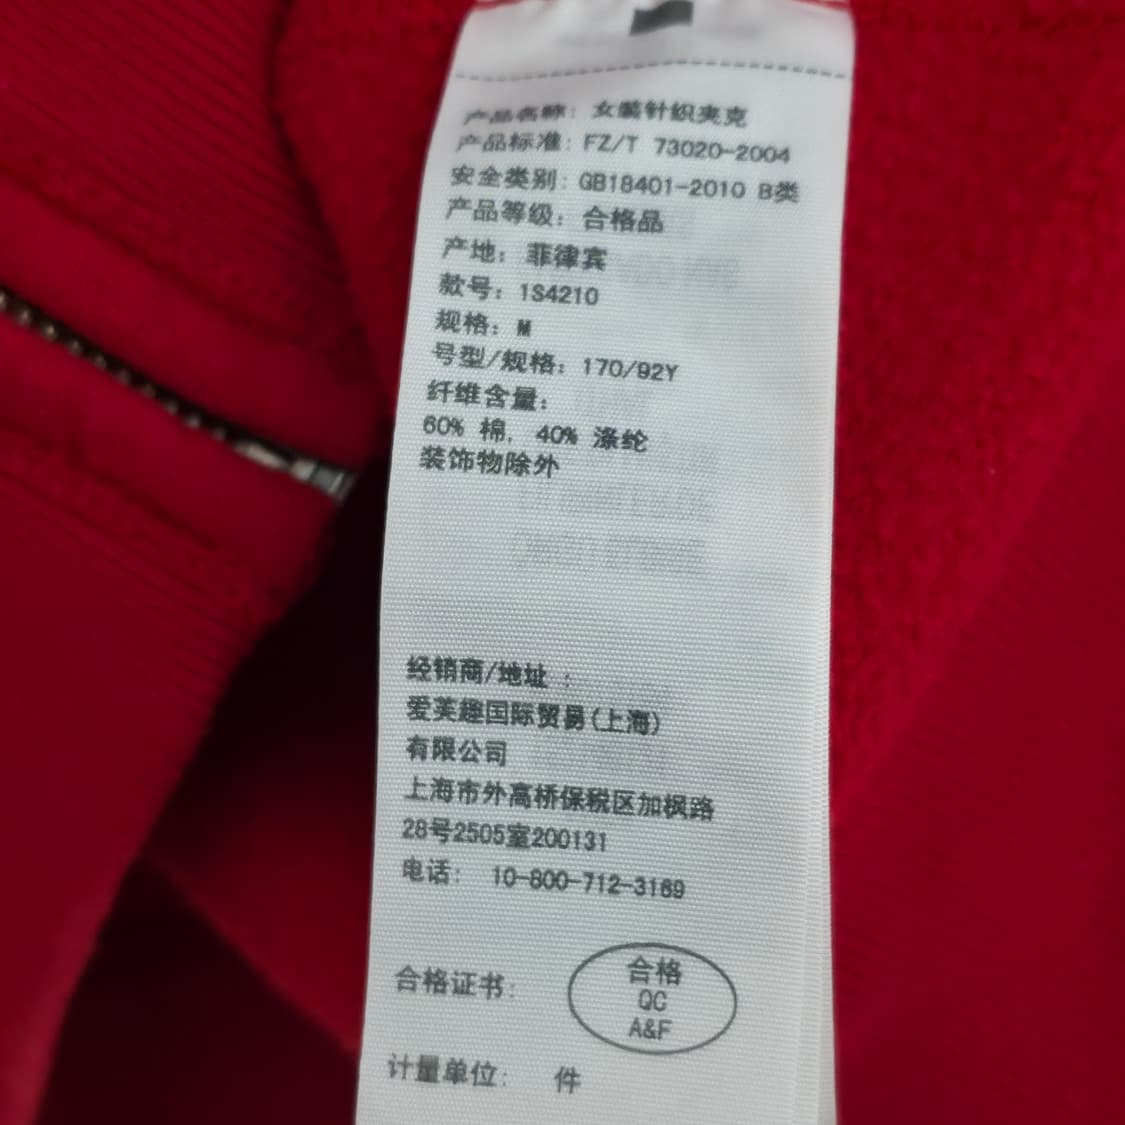 产品名称: 女装针织夹克
产品标准: FZ/T 73020-2004
安全类别: GB18401-2010 B类
产品等级: 合格品
产地: 菲律宾
款号: 1S4210
规格: M
号型/规格: 170/92Y
纤维含量:
60% 棉, 40% 涤纶
装饰物除外
经销商/地址 :
爱芙趣国际贸易(上海)
有限公司
上海市外高桥保税区加枫路
28号2505室200131
电话: 10-800-712-3169
合格证书:
合格
QC
A&F
计量单位: 件